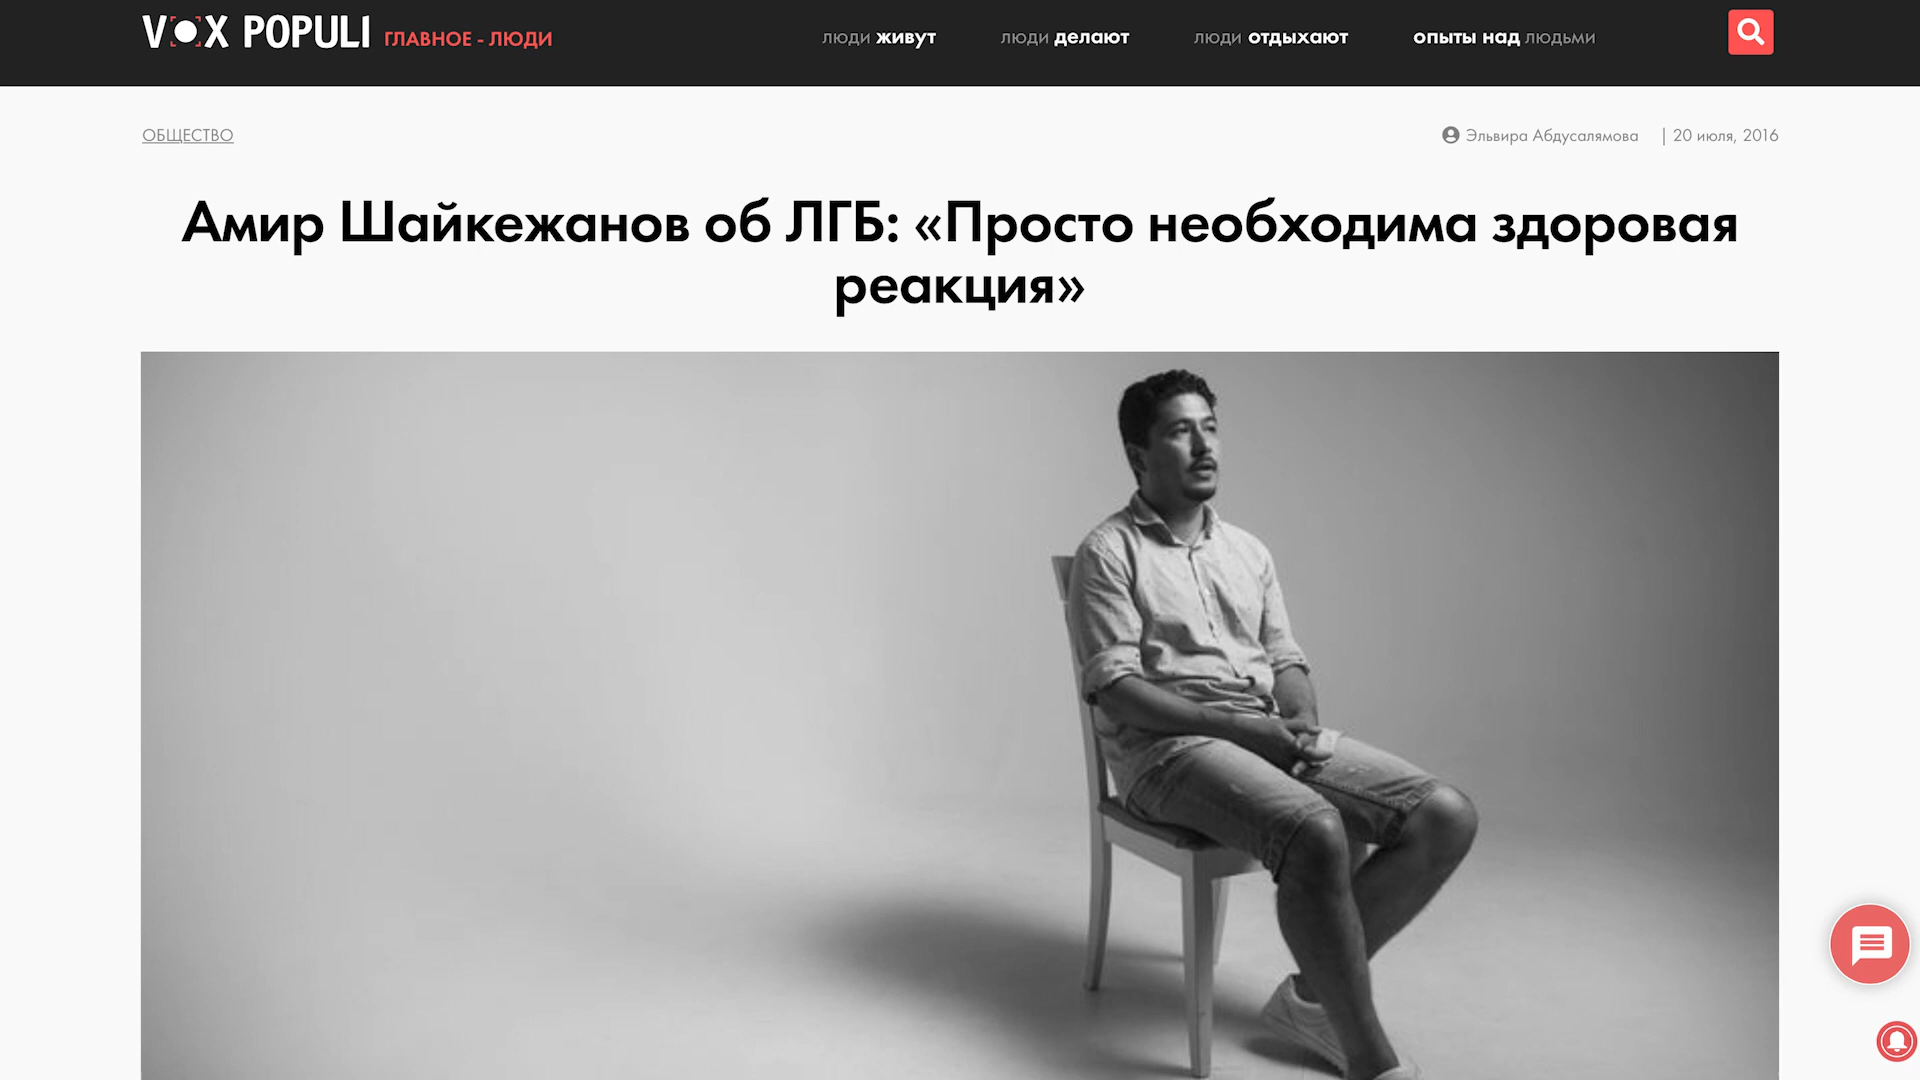 VOX POPULI ГЛАВНОЕ - ЛЮДИ
люди живут
люди делают
люди отдыхают
опыты над людьми
ОБЩЕСТВО
Эльвира Абдусалямова | 20 июля, 2016
Амир Шайкежанов об ЛГБ: «Просто необходима здоровая
реакция»